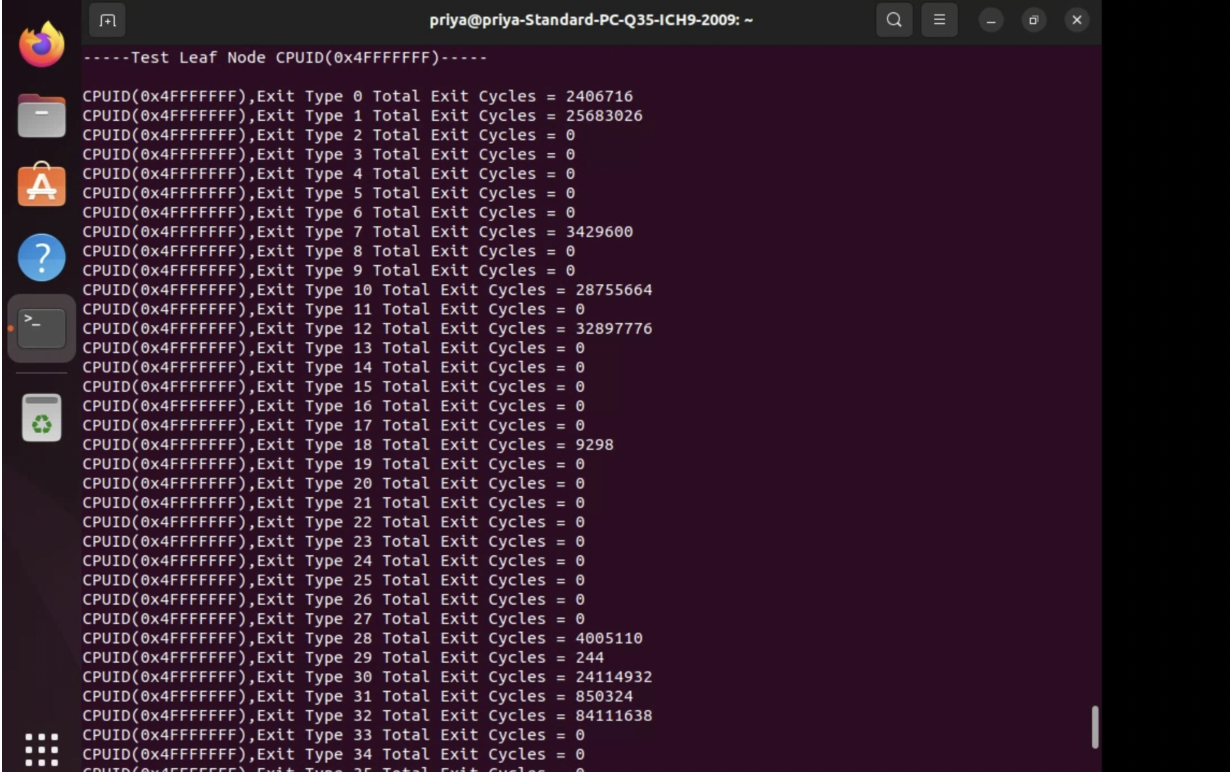 priya@priya-Standard-PC-Q35-ICH9-2009: ~
-----Test Leaf Node CPUID(0x4FFFFFFF)-----
CPUID(0x4FFFFFFF),Exit Type 0 Total Exit Cycles = 2406716
CPUID(0x4FFFFFFF),Exit Type 1 Total Exit Cycles = 25683026
CPUID(0x4FFFFFFF),Exit Type 2 Total Exit Cycles = 0
CPUID(0x4FFFFFFF),Exit Type 3 Total Exit Cycles = 0
CPUID(0x4FFFFFFF),Exit Type 4 Total Exit Cycles = 0
CPUID(0x4FFFFFFF),Exit Type 5 Total Exit Cycles = 0
CPUID(0x4FFFFFFF),Exit Type 6 Total Exit Cycles = 0
CPUID(0x4FFFFFFF),Exit Type 7 Total Exit Cycles = 3429600
CPUID(0x4FFFFFFF),Exit Type 8 Total Exit Cycles = 0
CPUID(0x4FFFFFFF),Exit Type 9 Total Exit Cycles = 0
CPUID(0x4FFFFFFF),Exit Type 10 Total Exit Cycles = 28755664
CPUID(0x4FFFFFFF),Exit Type 11 Total Exit Cycles = 0
CPUID(0x4FFFFFFF),Exit Type 12 Total Exit Cycles = 32897776
CPUID(0x4FFFFFFF),Exit Type 13 Total Exit Cycles = 0
CPUID(0x4FFFFFFF),Exit Type 14 Total Exit Cycles = 0
CPUID(0x4FFFFFFF),Exit Type 15 Total Exit Cycles = 0
CPUID(0x4FFFFFFF),Exit Type 16 Total Exit Cycles = 0
CPUID(0x4FFFFFFF),Exit Type 17 Total Exit Cycles = 0
CPUID(0x4FFFFFFF),Exit Type 18 Total Exit Cycles = 9298
CPUID(0x4FFFFFFF),Exit Type 19 Total Exit Cycles = 0
CPUID(0x4FFFFFFF),Exit Type 20 Total Exit Cycles = 0
CPUID(0x4FFFFFFF),Exit Type 21 Total Exit Cycles = 0
CPUID(0x4FFFFFFF),Exit Type 22 Total Exit Cycles = 0
CPUID(0x4FFFFFFF),Exit Type 23 Total Exit Cycles = 0
CPUID(0x4FFFFFFF),Exit Type 24 Total Exit Cycles = 0
CPUID(0x4FFFFFFF),Exit Type 25 Total Exit Cycles = 0
CPUID(0x4FFFFFFF),Exit Type 26 Total Exit Cycles = 0
CPUID(0x4FFFFFFF),Exit Type 27 Total Exit Cycles = 0
CPUID(0x4FFFFFFF),Exit Type 28 Total Exit Cycles = 4005110
CPUID(0x4FFFFFFF),Exit Type 29 Total Exit Cycles = 244
CPUID(0x4FFFFFFF),Exit Type 30 Total Exit Cycles = 24114932
CPUID(0x4FFFFFFF),Exit Type 31 Total Exit Cycles = 850324
CPUID(0x4FFFFFFF),Exit Type 32 Total Exit Cycles = 84111638
CPUID(0x4FFFFFFF),Exit Type 33 Total Exit Cycles = 0
CPUID(0x4FFFFFFF),Exit Type 34 Total Exit Cycles = 0